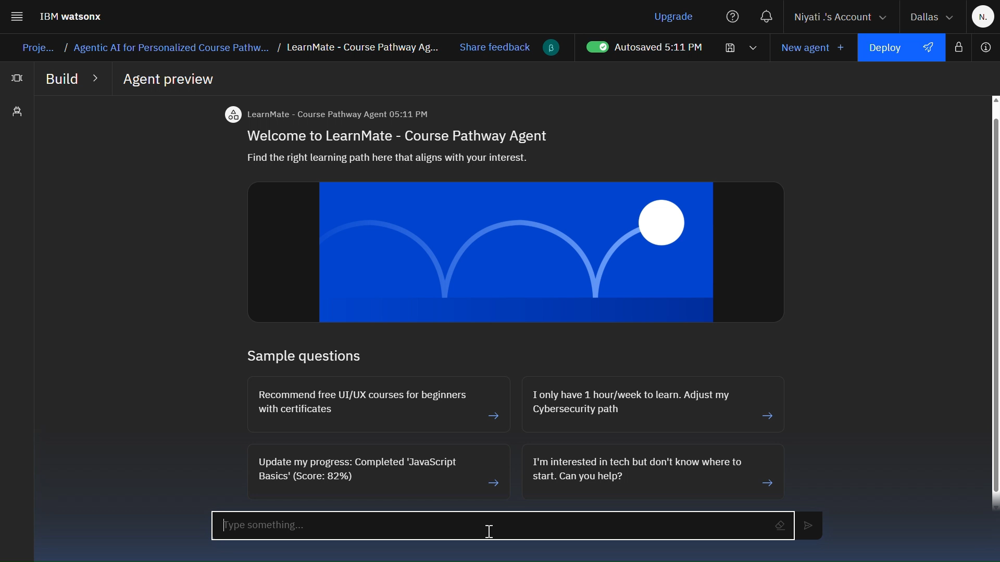 IBM watsonx
Upgrade
Niyati .'s Account
Dallas
N.
Proje... / Agentic AI for Personalized Course Pathw... / LearnMate - Course Pathway Ag...
Share feedback
β
Autosaved 5:11 PM
New agent +
Deploy
Build
Agent preview
LearnMate - Course Pathway Agent 05:11 PM
Welcome to LearnMate - Course Pathway Agent
Find the right learning path here that aligns with your interest.
Sample questions
Recommend free UI/UX courses for beginners
with certificates
I only have 1 hour/week to learn. Adjust my
Cybersecurity path
Update my progress: Completed 'JavaScript
Basics' (Score: 82%)
I'm interested in tech but don't know where to
start. Can you help?
Type something...